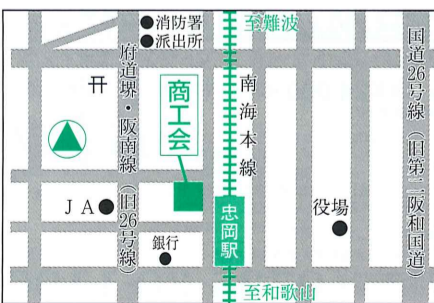 ●消防署
●派出所
至難波
国道26号線（旧第二阪和国道）
府道堺・阪南線（旧26号線）
商工会
南海本線
JA●
忠岡駅
役場
銀行
至和歌山